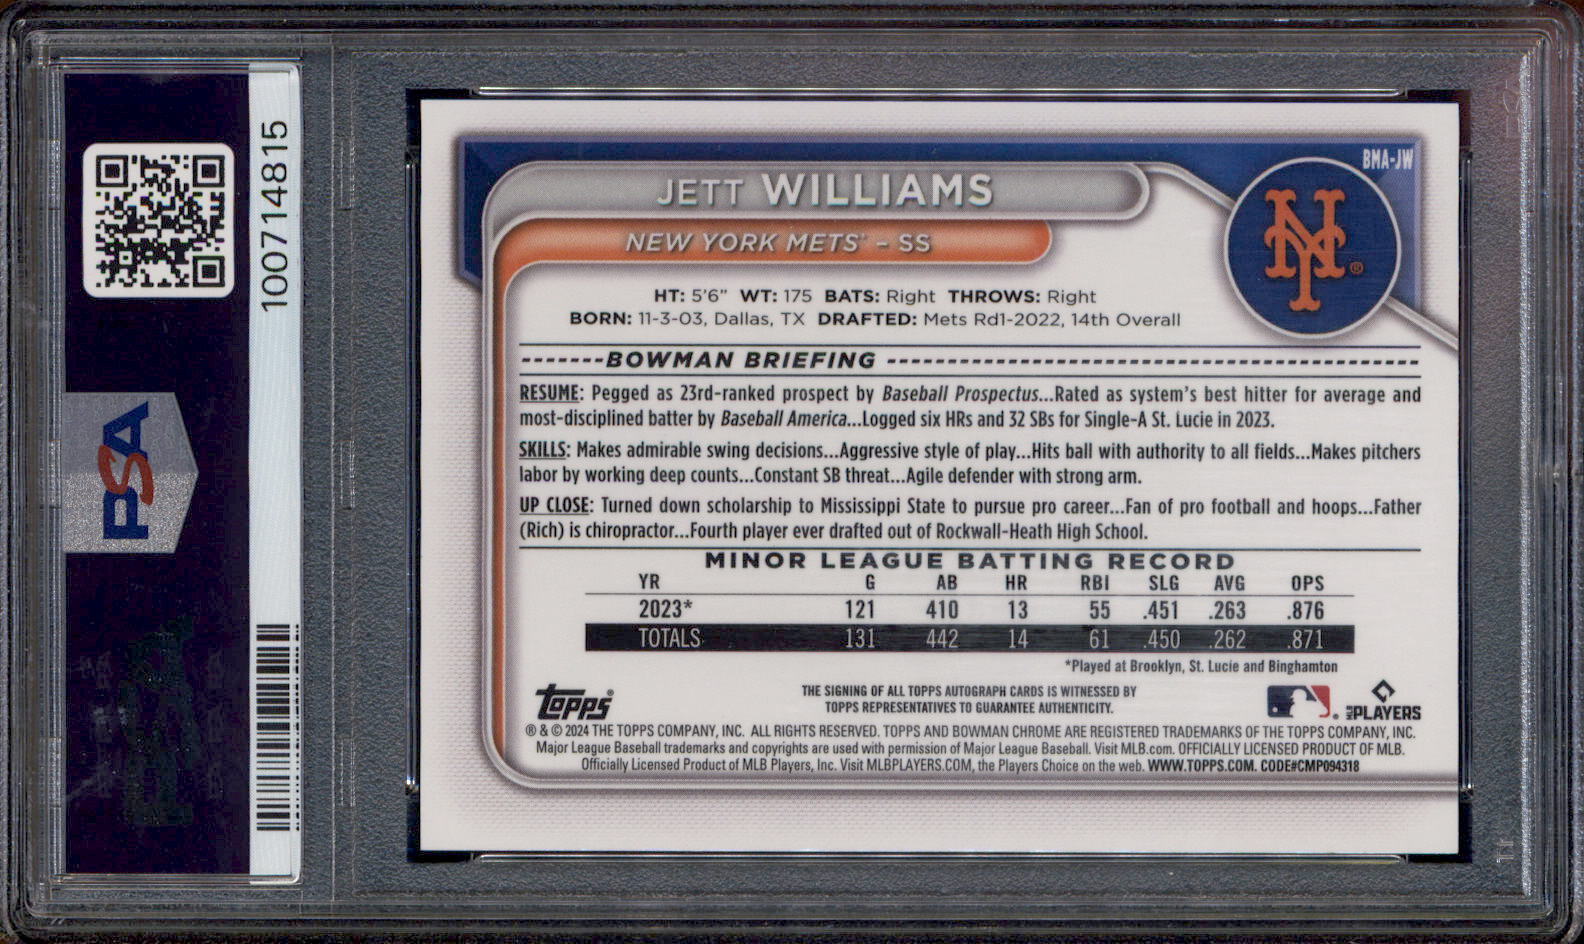 100714815
PSA
BMA-JW
JETT WILLIAMS
NEW YORK METS® – SS
NY®
HT: 5'6" WT: 175 BATS: Right THROWS: Right
BORN: 11-3-03, Dallas, TX DRAFTED: Mets Rd1-2022, 14th Overall
BOWMAN BRIEFING
RESUME: Pegged as 23rd-ranked prospect by Baseball Prospectus...Rated as system's best hitter for average and
most-disciplined batter by Baseball America...Logged six HRs and 32 SBs for Single-A St. Lucie in 2023.
SKILLS: Makes admirable swing decisions...Aggressive style of play...Hits ball with authority to all fields...Makes pitchers
labor by working deep counts...Constant SB threat...Agile defender with strong arm.
UP CLOSE: Turned down scholarship to Mississippi State to pursue pro career...Fan of pro football and hoops...Father
(Rich) is chiropractor...Fourth player ever drafted out of Rockwall-Heath High School.
MINOR LEAGUE BATTING RECORD
YR G AB HR RBI SLG AVG OPS
2023* 121 410 13 55 .451 .263 .876
TOTALS 131 442 14 61 .450 .262 .871
*Played at Brooklyn, St. Lucie and Binghamton
Topps®
THE SIGNING OF ALL TOPPS AUTOGRAPH CARDS IS WITNESSED BY
TOPPS REPRESENTATIVES TO GUARANTEE AUTHENTICITY.
MLB PLAYERS
® & © 2024 THE TOPPS COMPANY, INC. ALL RIGHTS RESERVED. TOPPS AND BOWMAN CHROME ARE REGISTERED TRADEMARKS OF THE TOPPS COMPANY, INC.
Major League Baseball trademarks and copyrights are used with permission of Major League Baseball. Visit MLB.com. OFFICIALLY LICENSED PRODUCT OF MLB.
Officially Licensed Product of MLB Players, Inc. Visit MLBPLAYERS.COM, the Players Choice on the web. WWW.TOPPS.COM. CODE#CMP094318